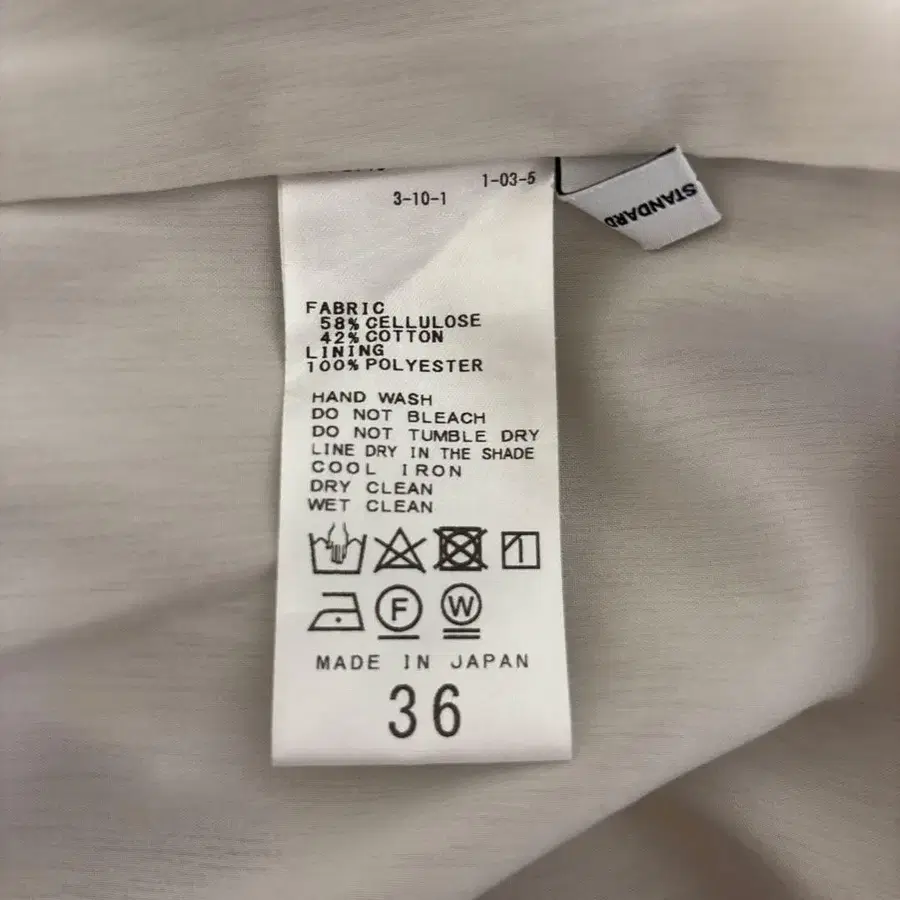 1-03-5
3-10-1
STANDARD
FABRIC
58% CELLULOSE
42% COTTON
LINING
100% POLYESTER
HAND WASH
DO NOT BLEACH
DO NOT TUMBLE DRY
LINE DRY IN THE SHADE
COOL IRON
DRY CLEAN
WET CLEAN
F W
MADE IN JAPAN
36